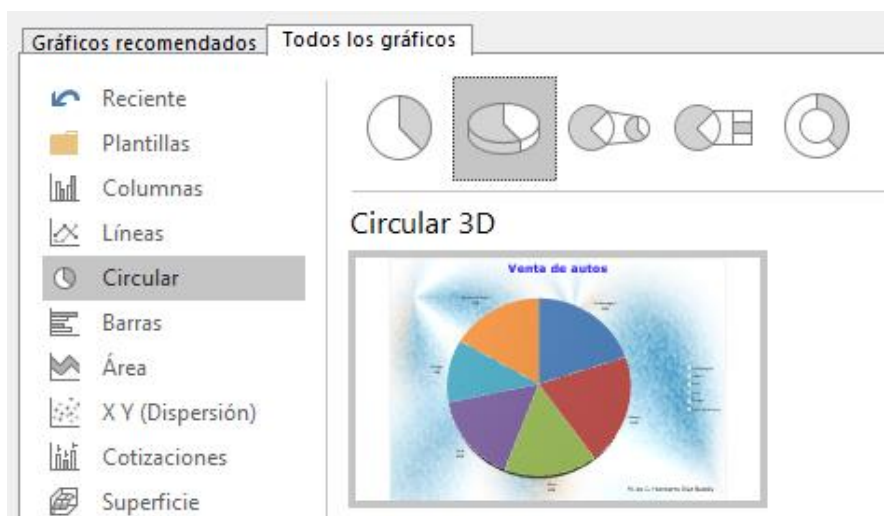 Gráficos recomendados
Todos los gráficos
Reciente
Plantillas
Columnas
Líneas
Circular
Barras
Área
X Y (Dispersión)
Cotizaciones
Superficie
Circular 3D
Venta de autos